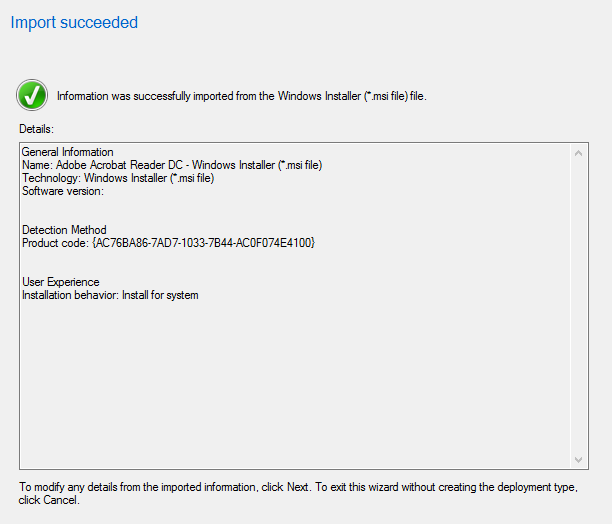 Import succeeded
Information was successfully imported from the Windows Installer (*.msi file) file.
Details:
General Information
Name: Adobe Acrobat Reader DC - Windows Installer (*.msi file)
Technology: Windows Installer (*.msi file)
Software version:
Detection Method
Product code: {AC76BA86-7AD7-1033-7B44-AC0F074E4100}
User Experience
Installation behavior: Install for system
To modify any details from the imported information, click Next. To exit this wizard without creating the deployment type,
click Cancel.